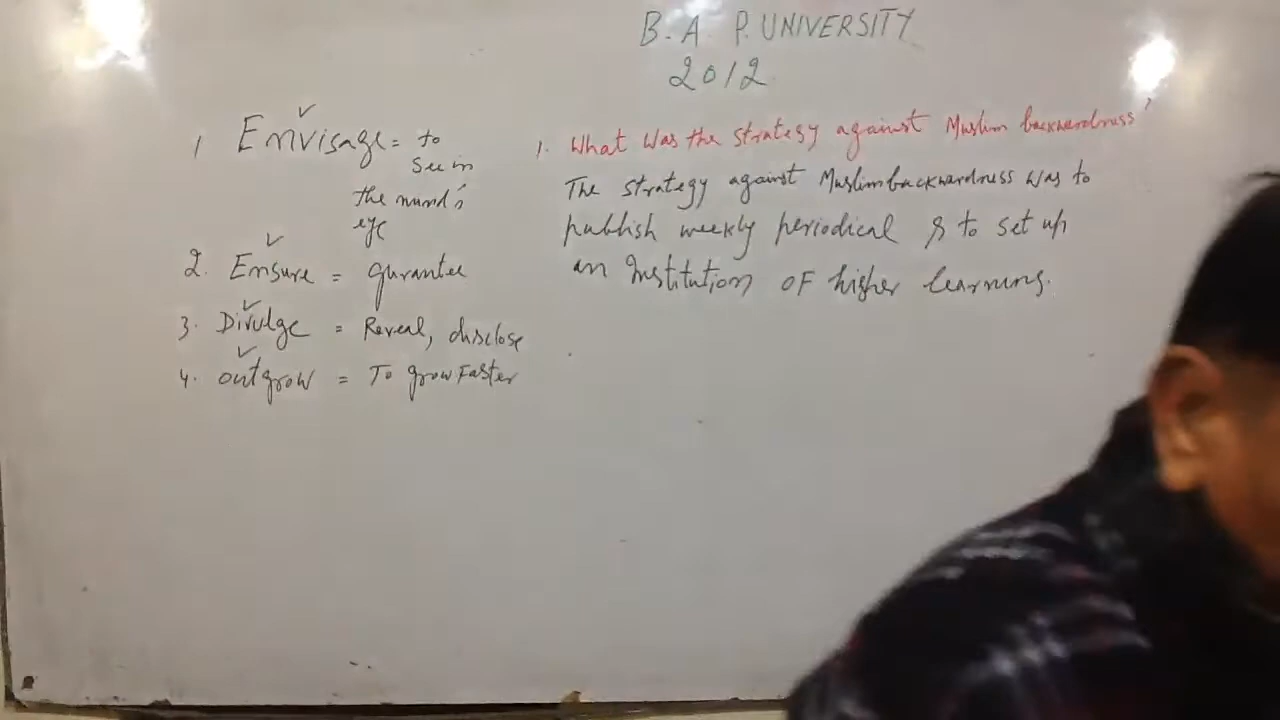 B.A P. UNIVERSITY
2012
1 Envisage = to
see in
the mind's
eye
2. Ensure = gurantee
3. Divulge = Reveal, disclose
4. outgrow = To grow Faster
1. What was the strategy against Muslim backwardness?
The strategy against Muslim backwardness was to
publish weekly periodical & to set up
an Institution OF higher learning.